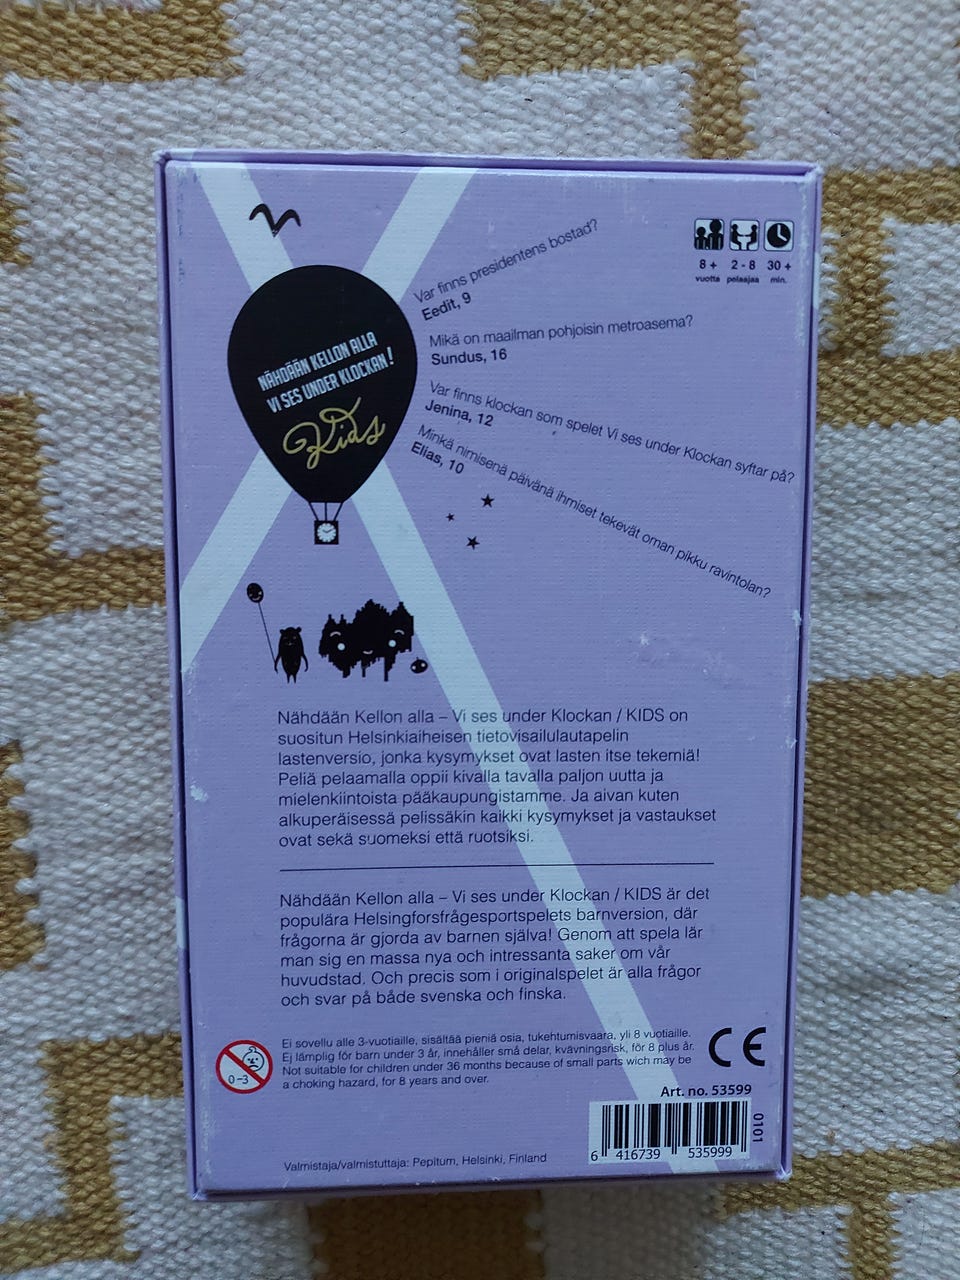 NÄHDÄÄN KELLON ALLA
VI SES UNDER KLOCKAN!
Kids
Var finns presidentens bostad?
Eedit, 9
Mikä on maailman pohjoisin metroasema?
Sundus, 16
Var finns klockan som spelet Vi ses under Klockan syftar på?
Jenina, 12
Minkä nimisenä päivänä ihmiset tekevät oman pikku ravintolan?
Elias, 10
8 + 2 - 8 30 +
vuotta pelaajaa min.
Nähdään Kellon alla – Vi ses under Klockan / KIDS on
suositun Helsinkiaiheisen tietovisailulautapelin
lastenversio, jonka kysymykset ovat lasten itse tekemiä!
Peliä pelaamalla oppii kivalla tavalla paljon uutta ja
mielenkiintoista pääkaupungistamme. Ja aivan kuten
alkuperäisessä pelissäkin kaikki kysymykset ja vastaukset
ovat sekä suomeksi että ruotsiksi.
Nähdään Kellon alla – Vi ses under Klockan / KIDS är det
populära Helsingforsfrågesportspelets barnversion, där
frågorna är gjorda av barnen själva! Genom att spela lär
man sig en massa nya och intressanta saker om vår
huvudstad. Och precis som i originalspelet är alla frågor
och svar på både svenska och finska.
0-3
Ei sovellu alle 3-vuotiaille, sisältää pieniä osia, tukehtumisvaara, yli 8 vuotiaille.
Ej lämplig för barn under 3 år, innehåller små delar, kvävningsrisk, för 8 plus år.
Not suitable for children under 36 months because of small parts wich may be
a choking hazard, for 8 years and over.
CE
Art. no. 53599
0101
6 416739 535999
Valmistaja/valmistuttaja: Pepitum, Helsinki, Finland